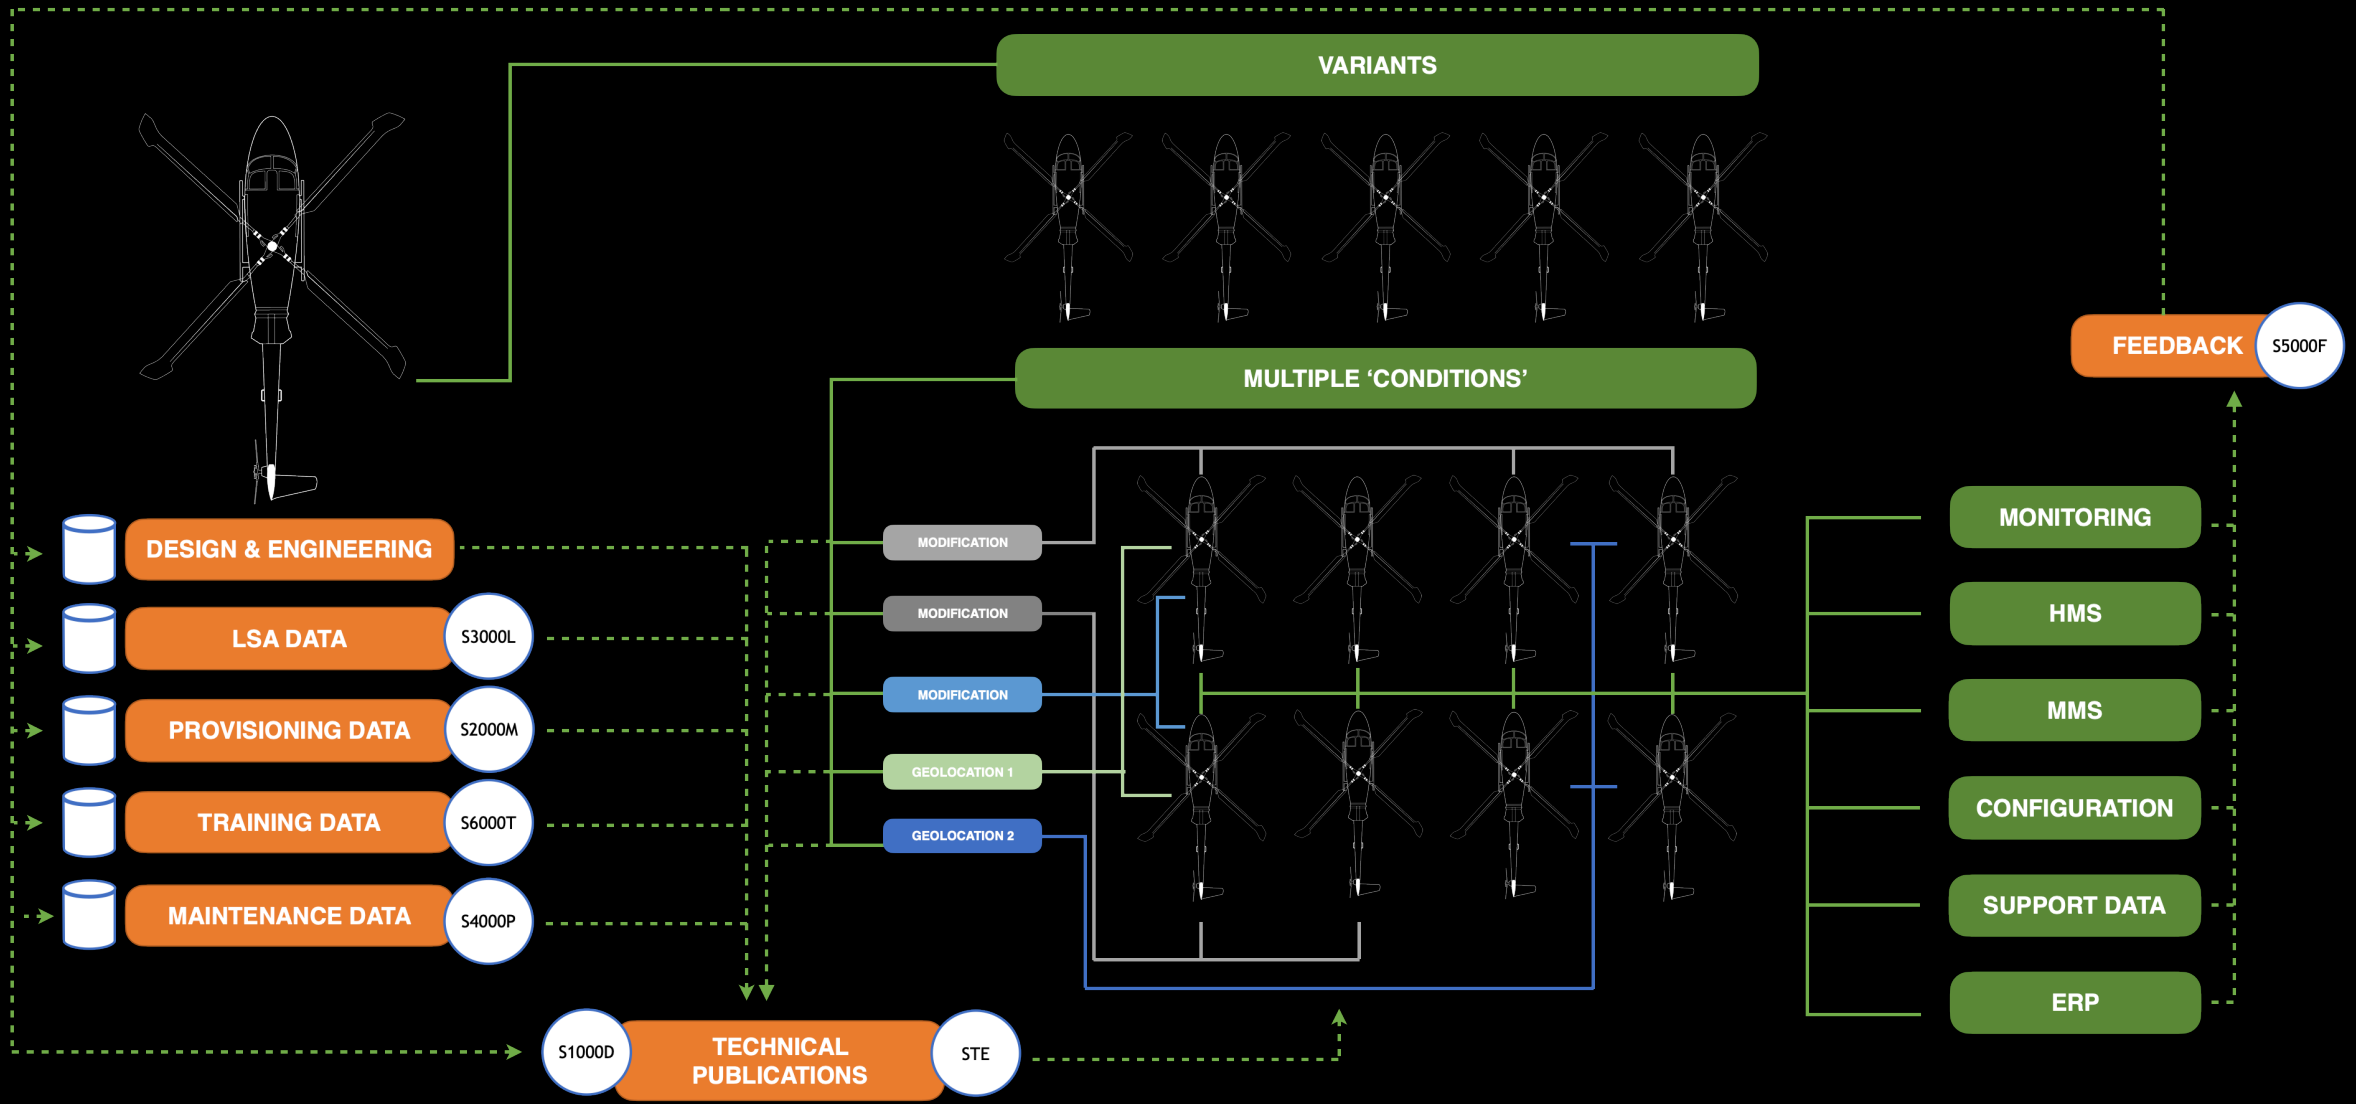 VARIANTS
MULTIPLE ‘CONDITIONS’
FEEDBACK
S5000F
DESIGN & ENGINEERING
LSA DATA
S3000L
PROVISIONING DATA
S2000M
TRAINING DATA
S6000T
MAINTENANCE DATA
S4000P
MODIFICATION
MODIFICATION
MODIFICATION
GEOLOCATION 1
GEOLOCATION 2
MONITORING
HMS
MMS
CONFIGURATION
SUPPORT DATA
ERP
S1000D
TECHNICAL
PUBLICATIONS
STE